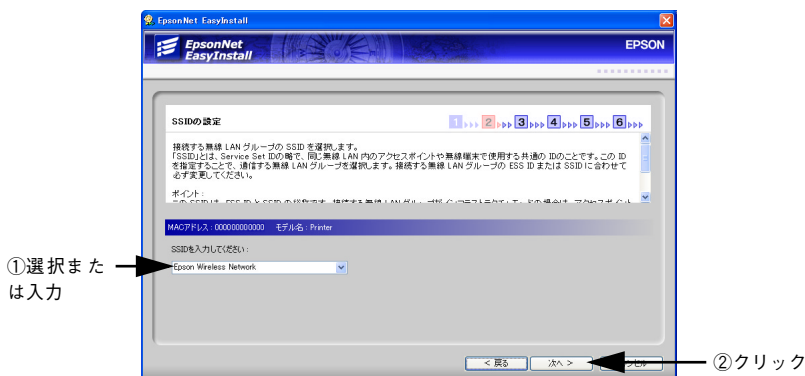 EpsonNet EasyInstall
EpsonNet
EasyInstall
EPSON
SSIDの設定
1 2 3 4 5 6
接続する無線 LAN グループの SSID を選択します。
「SSID」とは、Service Set IDの略で、同じ無線 LAN 内のアクセスポイントや無線端末で使用する共通の IDのことです。この ID
を指定することで、通信する無線 LAN グループを選択します。接続する無線 LAN グループの ESS ID または SSID に合わせて
必ず変更してください。
ポイント:
MACアドレス : 000000000000 モデル名 : Printer
SSIDを入力してください :
Epson Wireless Network
①選択また
は入力
< 戻る 次へ >
②クリック